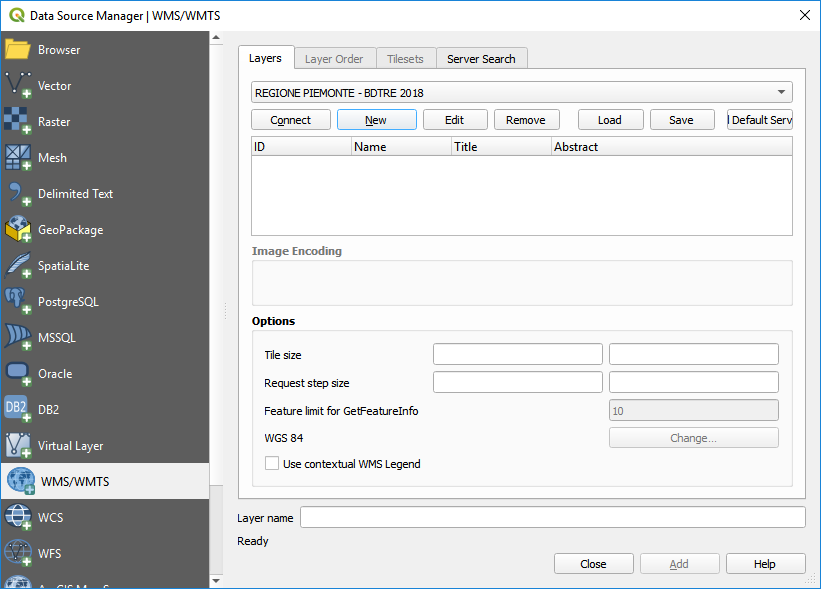 Data Source Manager | WMS/WMTS
Browser
Vector
Raster
Mesh
Delimited Text
GeoPackage
SpatiaLite
PostgreSQL
MSSQL
Oracle
DB2
DB2
Virtual Layer
WMS/WMTS
WCS
WFS
Layers Layer Order Tilesets Server Search
REGIONE PIEMONTE - BDTRE 2018
Connect New Edit Remove Load Save Default Serv
ID Name Title Abstract
Image Encoding
Options
Tile size
Request step size
Feature limit for GetFeatureInfo 10
WGS 84 Change...
Use contextual WMS Legend
Layer name
Ready
Close Add Help